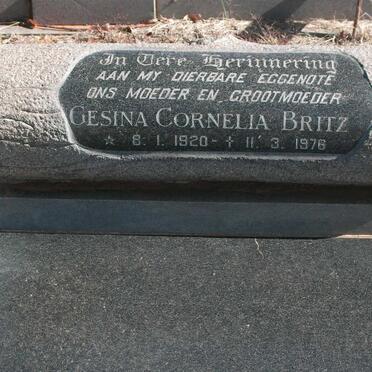 In Tere Herinnering
AAN MY DIERBARE EGGENOTE
ONS MOEDER EN GROOTMOEDER
GESINA CORNELIA BRITZ
* 8. 1. 1920 - † 11. 3. 1976